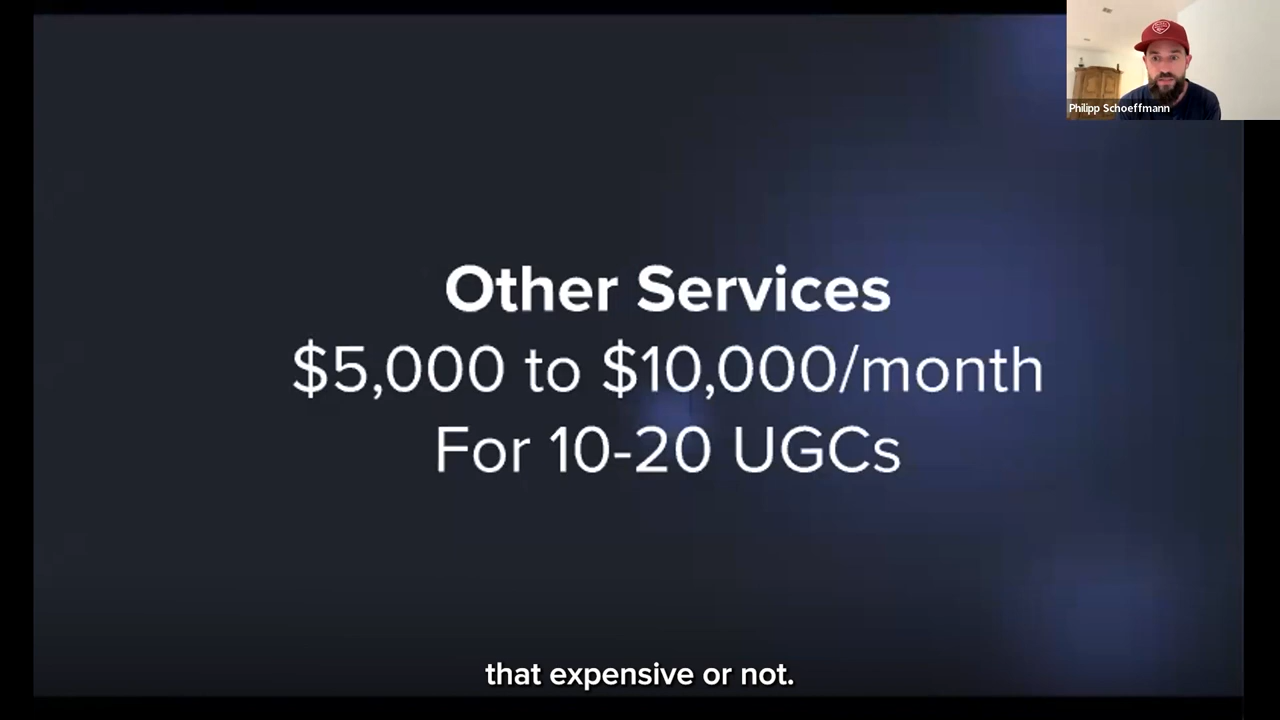 Philipp Schoeffmann
Other Services
$5,000 to $10,000/month
For 10-20 UGCs
that expensive or not.